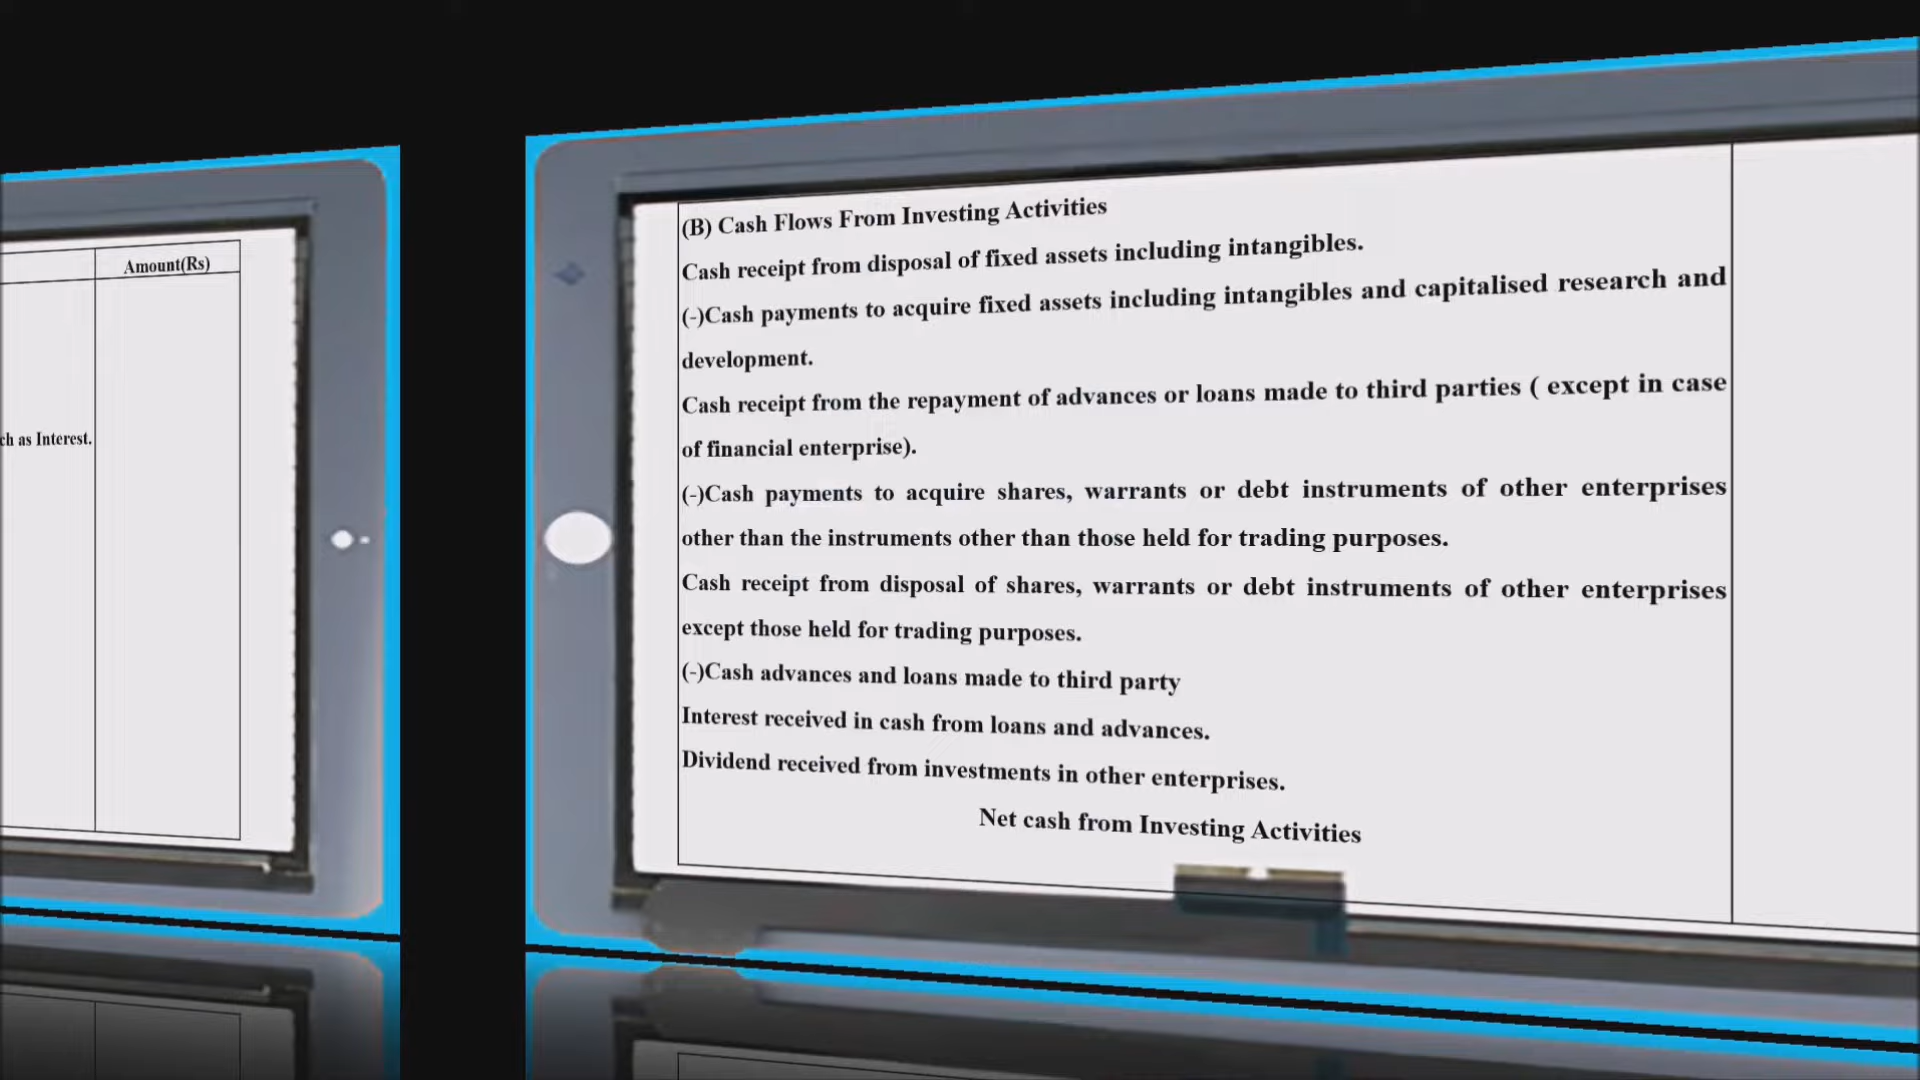 Amount(Rs)
ch as Interest.
(B) Cash Flows From Investing Activities
Cash receipt from disposal of fixed assets including intangibles.
(-)Cash payments to acquire fixed assets including intangibles and capitalised research and
development.
Cash receipt from the repayment of advances or loans made to third parties ( except in case
of financial enterprise).
(-)Cash payments to acquire shares, warrants or debt instruments of other enterprises
other than the instruments other than those held for trading purposes.
Cash receipt from disposal of shares, warrants or debt instruments of other enterprises
except those held for trading purposes.
(-)Cash advances and loans made to third party
Interest received in cash from loans and advances.
Dividend received from investments in other enterprises.
Net cash from Investing Activities